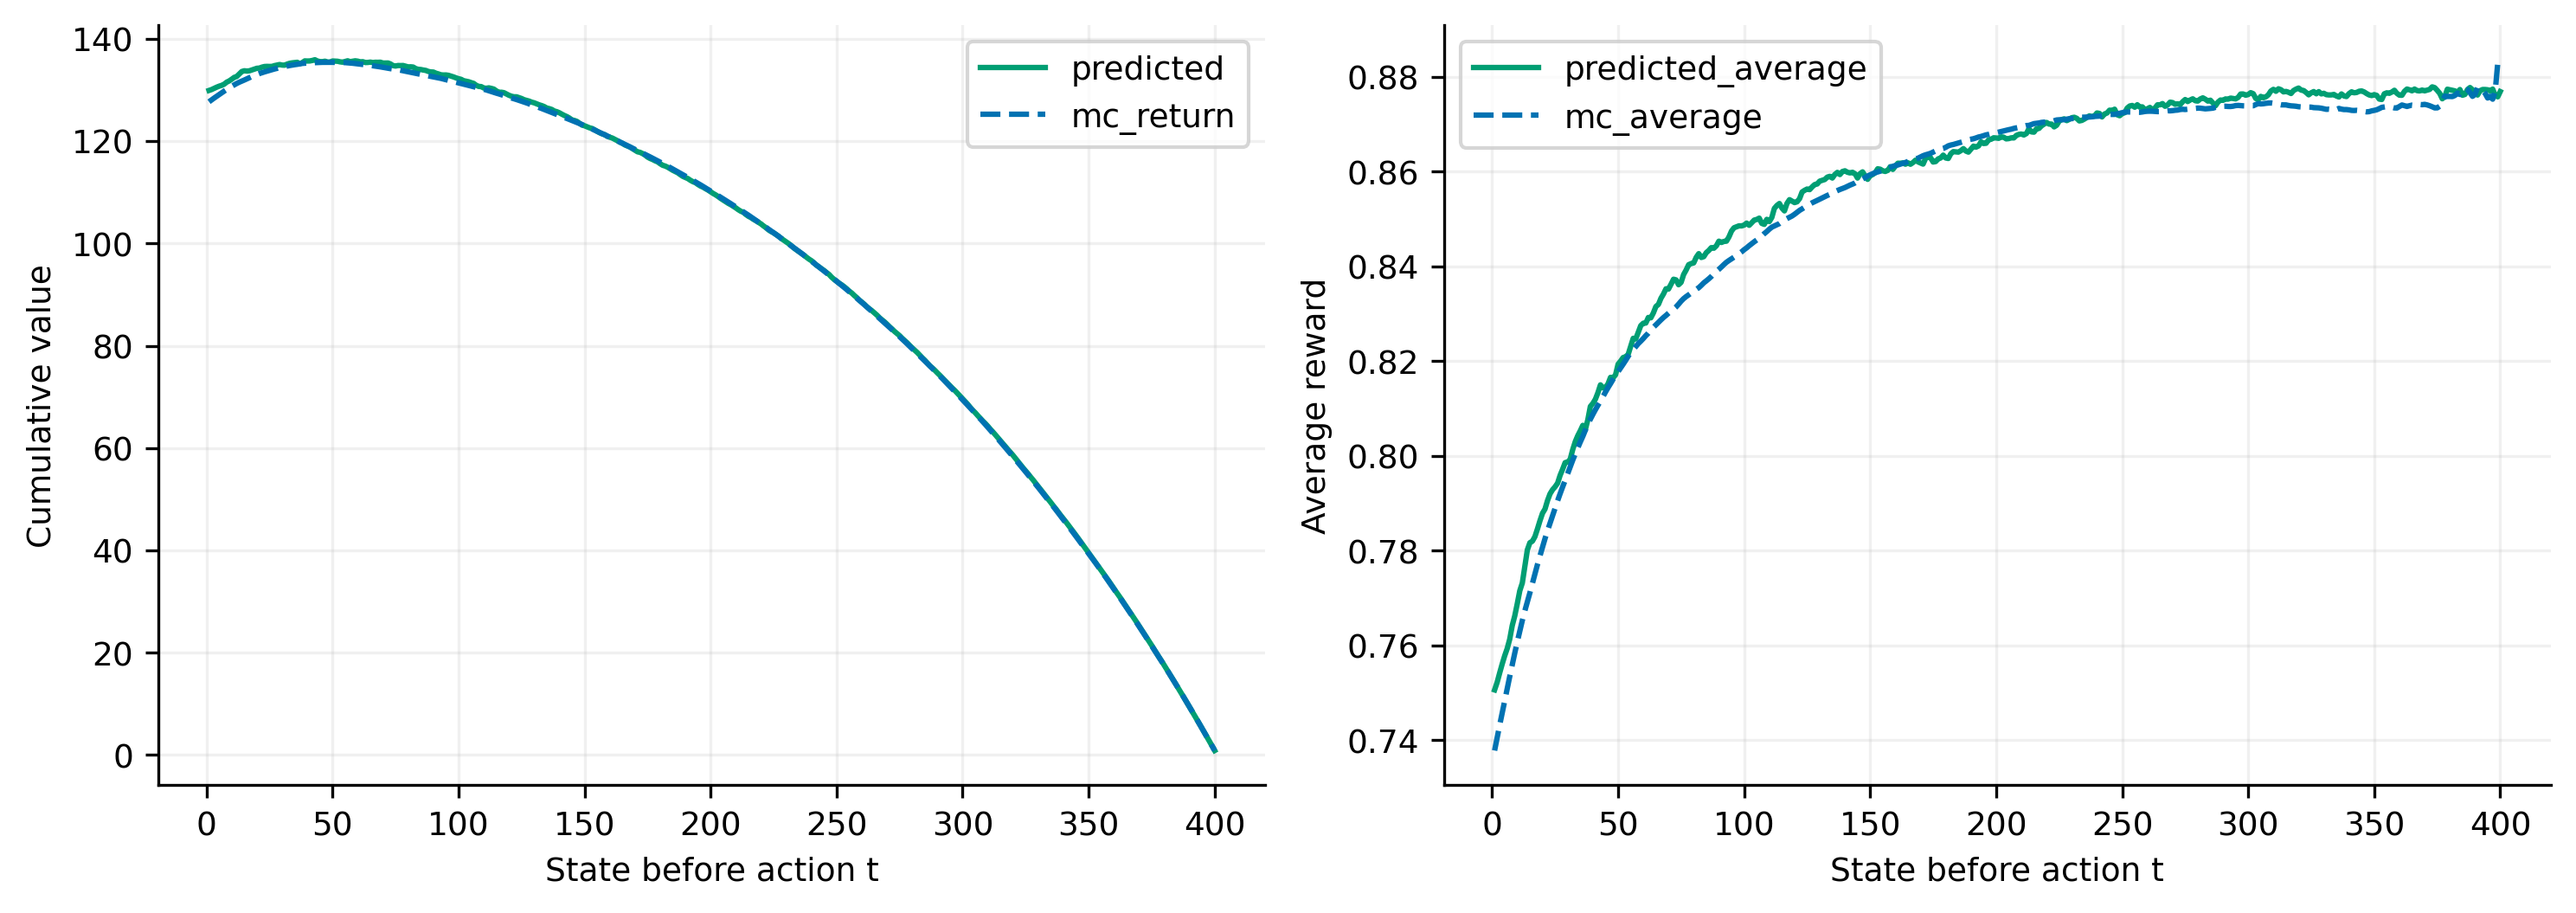 140
120
100
80
60
40
20
0
Cumulative value
predicted
mc_return
0 50 100 150 200 250 300 350 400
State before action t
0.88
0.86
0.84
0.82
0.80
0.78
0.76
0.74
Average reward
predicted_average
mc_average
0 50 100 150 200 250 300 350 400
State before action t